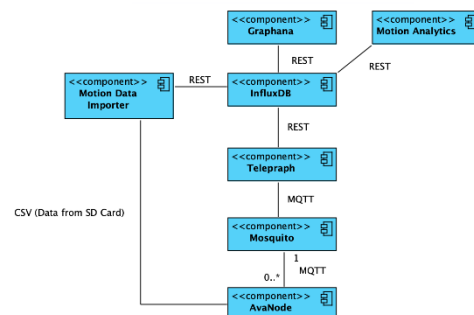 <<component>>
Graphana
<<component>>
Motion Analytics
REST
REST
REST
<<component>>
Motion Data
Importer
<<component>>
InfluxDB
REST
<<component>>
Telepraph
MQTT
CSV (Data from SD Card)
<<component>>
Mosquito
1
MQTT
0..*
<<component>>
AvaNode